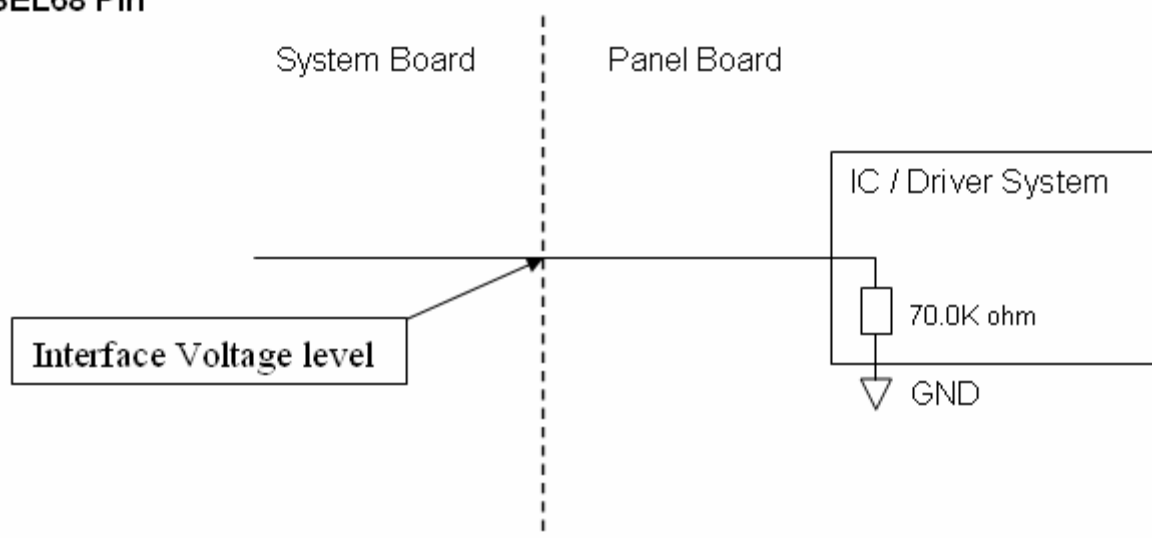 SEL68 Pin
System Board
Panel Board
IC / Driver System
70.0K ohm
Interface Voltage level
GND